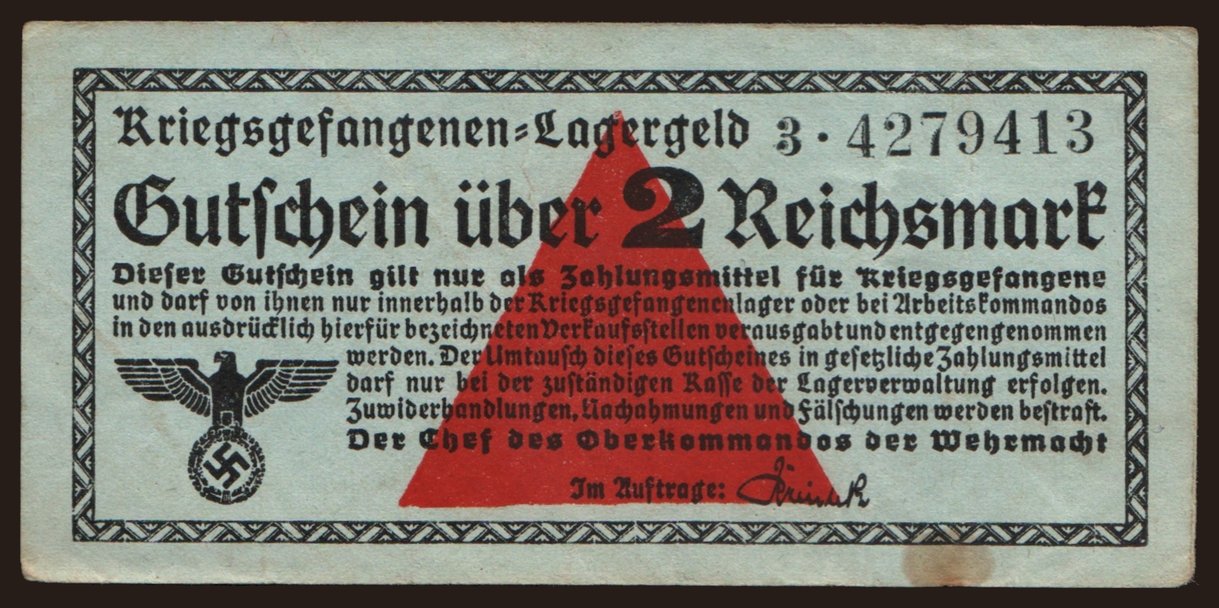 Kriegsgefangenen-Lagergeld 3 · 4279413
Gutschein über 2 Reichsmark
Dieser Gutschein gilt nur als Zahlungsmittel für Kriegsgefangene
und darf von ihnen nur innerhalb der Kriegsgefangenenlager oder bei Arbeitskommandos
in den ausdrücklich hierfür bezeichneten Verkaufsstellen verausgabt und entgegengenommen
werden. Der Umtausch dieses Gutscheines in gesetzliche Zahlungsmittel
darf nur bei der zuständigen Kasse der Lagerverwaltung erfolgen.
Zuwiderhandlungen, Nachahmungen und Fälschungen werden bestraft.
Der Chef des Oberkommandos der Wehrmacht
Im Auftrage: